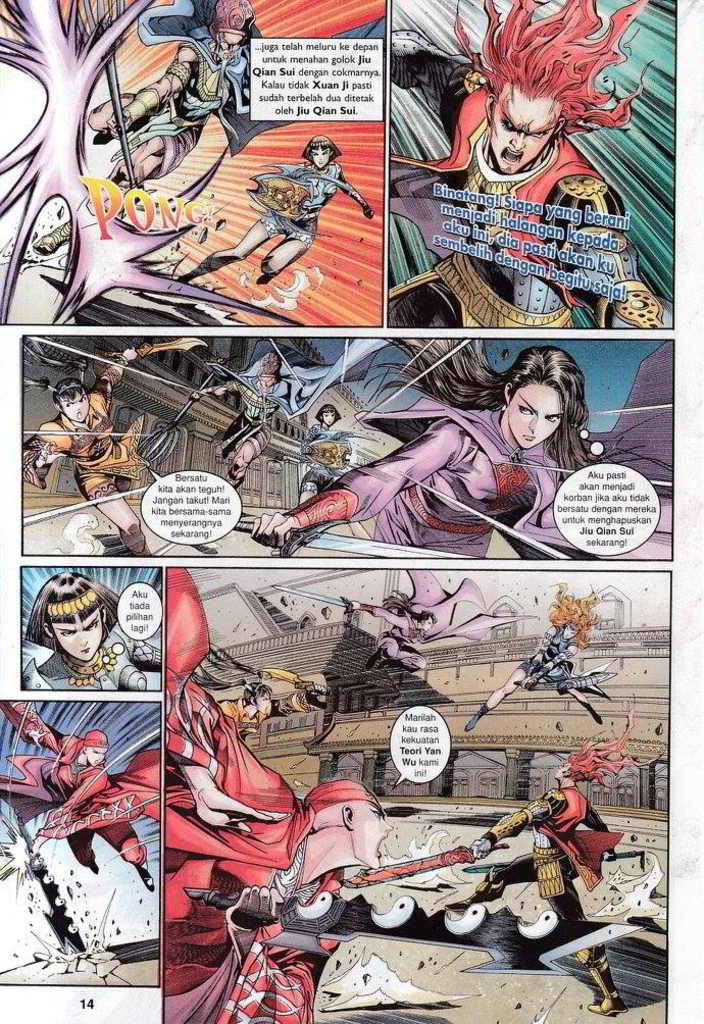 ...juga telah meluru ke depan
untuk menahan golok Jiu
Qian Sui dengan cokmarnya.
Kalau tidak Xuan Ji pasti
sudah terbelah dua ditetak
oleh Jiu Qian Sui.
PONG!
Binatang! Siapa yang berani
menjadi halangan kepada
aku ini, dia pasti akan ku
sembelih dengan begitu saja!
Bersatu
kita akan teguh!
Jangan takut! Mari
kita bersama-sama
menyerangnya
sekarang!
Aku pasti
akan menjadi
korban jika aku tidak
bersatu dengan mereka
untuk menghapuskan
Jiu Qian Sui
sekarang!
Aku
tiada
pilihan
lagi!
Marilah
kau rasa
kekuatan
Teori Yan
Wu kami
ini!
14